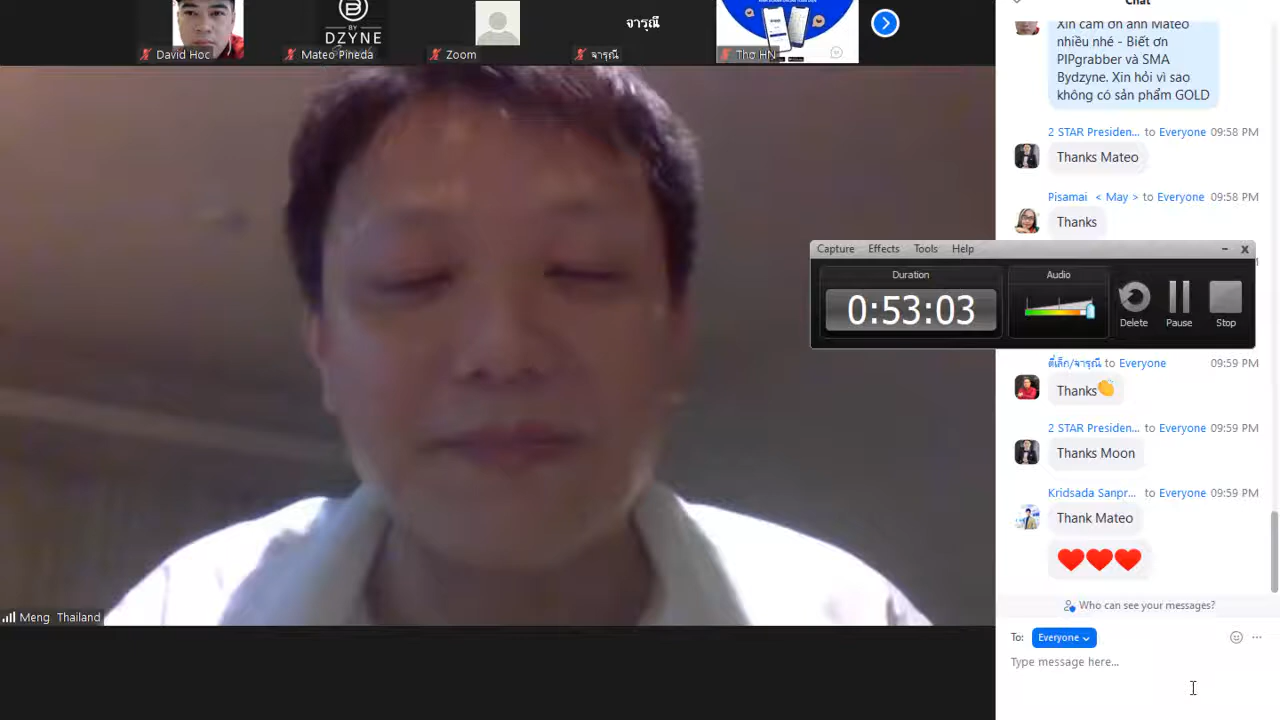 จารุณี
BY
DZYNE
David Hoc
Mateo Pineda
Zoom
จารุณี
Thơ HN
Meng Thailand
Chat
Xin cảm ơn anh Mateo
nhiều nhé - Biết ơn
PIPgrabber và SMA
Bydzyne. Xin hỏi vì sao
không có sản phẩm GOLD
2 STAR Presiden... to Everyone 09:58 PM
Thanks Mateo
Pisamai < May > to Everyone 09:58 PM
Thanks
Capture Effects Tools Help
Duration
0:53:03
Audio
Delete
Pause
Stop
ตี๋เล็ก/จารุณี to Everyone 09:59 PM
Thanks👏
2 STAR Presiden... to Everyone 09:59 PM
Thanks Moon
Kridsada Sanpr... to Everyone 09:59 PM
Thank Mateo
❤️❤️❤️
Who can see your messages?
To: Everyone
Type message here...